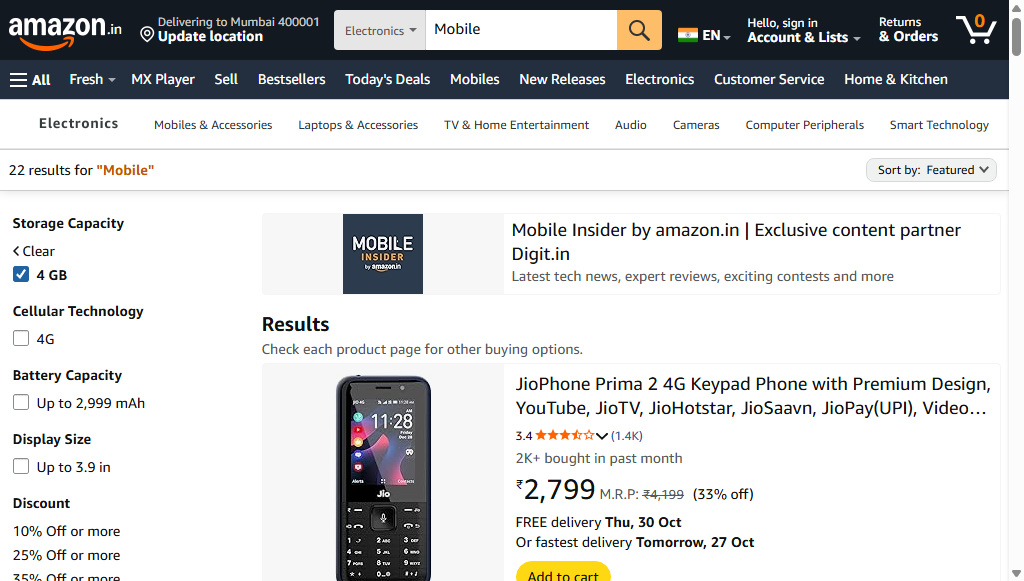 amazon.in
Delivering to Mumbai 400001
Update location
Electronics
Mobile
EN
Hello, sign in
Account & Lists
Returns
& Orders
0
All
Fresh
MX Player
Sell
Bestsellers
Today's Deals
Mobiles
New Releases
Electronics
Customer Service
Home & Kitchen
Electronics
Mobiles & Accessories
Laptops & Accessories
TV & Home Entertainment
Audio
Cameras
Computer Peripherals
Smart Technology
22 results for "Mobile"
Sort by: Featured
Storage Capacity
Clear
4 GB
Cellular Technology
4G
Battery Capacity
Up to 2,999 mAh
Display Size
Up to 3.9 in
Discount
10% Off or more
25% Off or more
35% Off or more
MOBILE
INSIDER
by amazon.in
Mobile Insider by amazon.in | Exclusive content partner
Digit.in
Latest tech news, expert reviews, exciting contests and more
Results
Check each product page for other buying options.
11:28
Jio
JioPhone Prima 2 4G Keypad Phone with Premium Design,
YouTube, JioTV, JioHotstar, JioSaavn, JioPay(UPI), Video…
3.4 (1.4K)
2K+ bought in past month
₹2,799 M.R.P: ₹4,199 (33% off)
FREE delivery Thu, 30 Oct
Or fastest delivery Tomorrow, 27 Oct
Add to cart